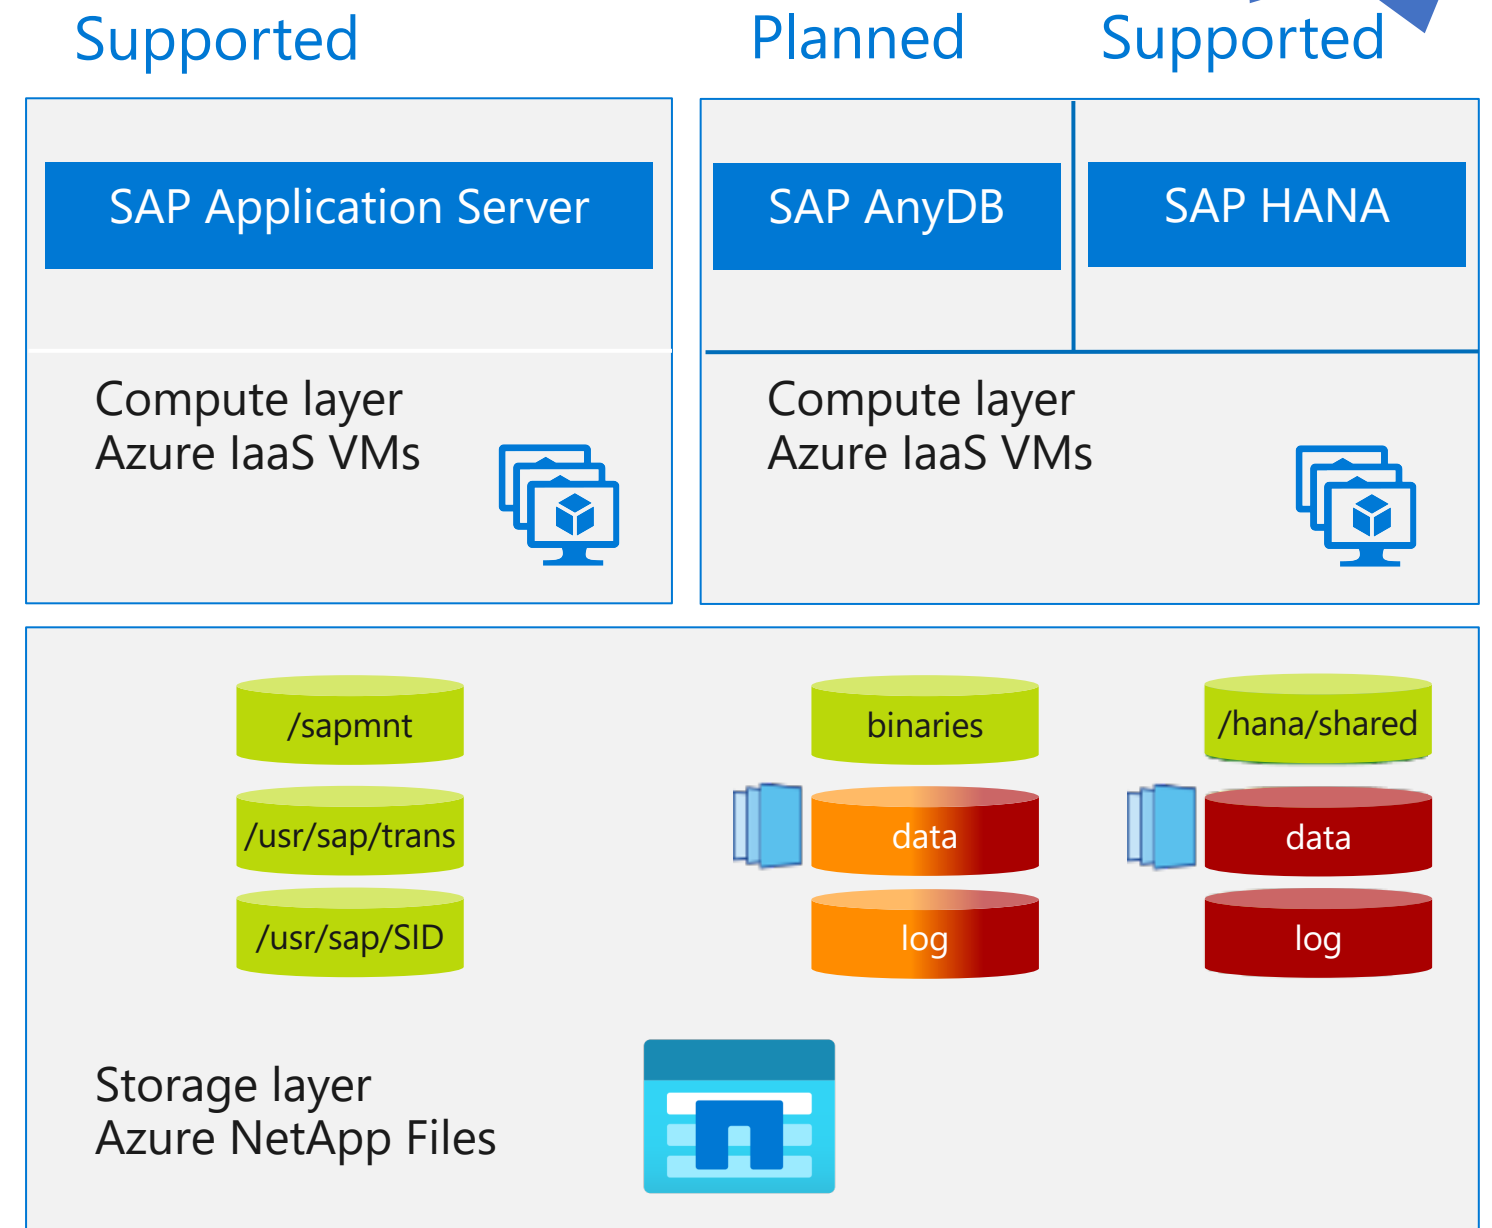 Supported
Planned
Supported
SAP Application Server
SAP AnyDB
SAP HANA
Compute layer
Azure IaaS VMs
Compute layer
Azure IaaS VMs
/sapmnt
binaries
/hana/shared
/usr/sap/trans
data
data
/usr/sap/SID
log
log
Storage layer
Azure NetApp Files